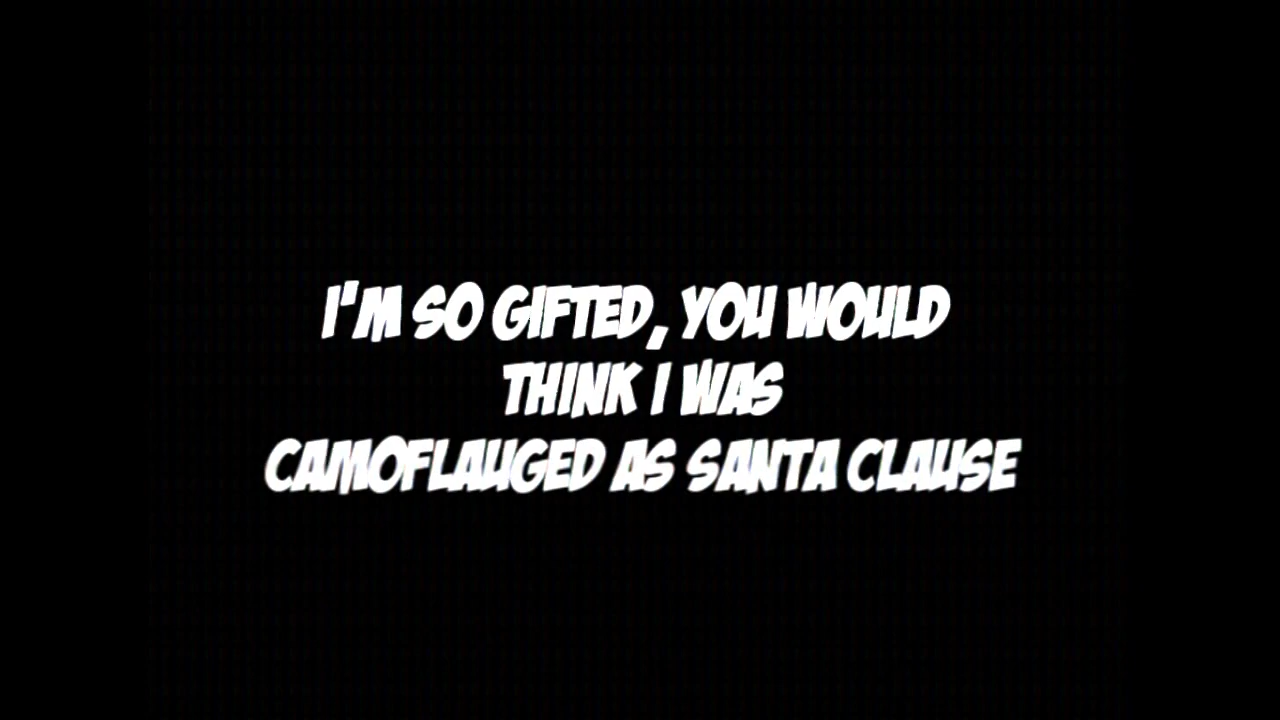 I'M SO GIFTED, YOU WOULD
THINK I WAS
CAMOFLAUGED AS SANTA CLAUSE